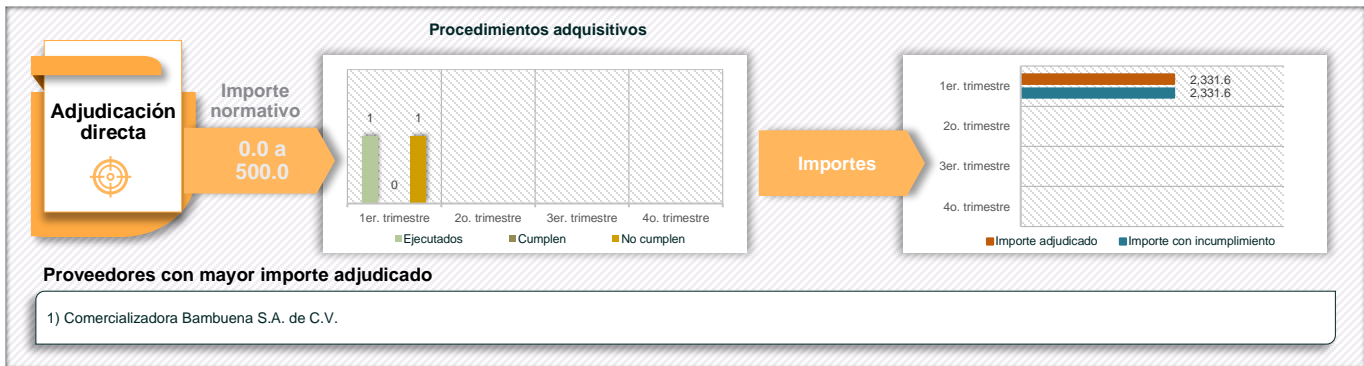 Procedimientos adquisitivos
Adjudicación
directa
Importe
normativo
0.0 a
500.0
1
0
1
1er. trimestre
2o. trimestre
3er. trimestre
4o. trimestre
Ejecutados
Cumplen
No cumplen
Importes
1er. trimestre
2,331.6
2,331.6
2o. trimestre
3er. trimestre
4o. trimestre
Importe adjudicado
Importe con incumplimiento
Proveedores con mayor importe adjudicado
1) Comercializadora Bambuena S.A. de C.V.